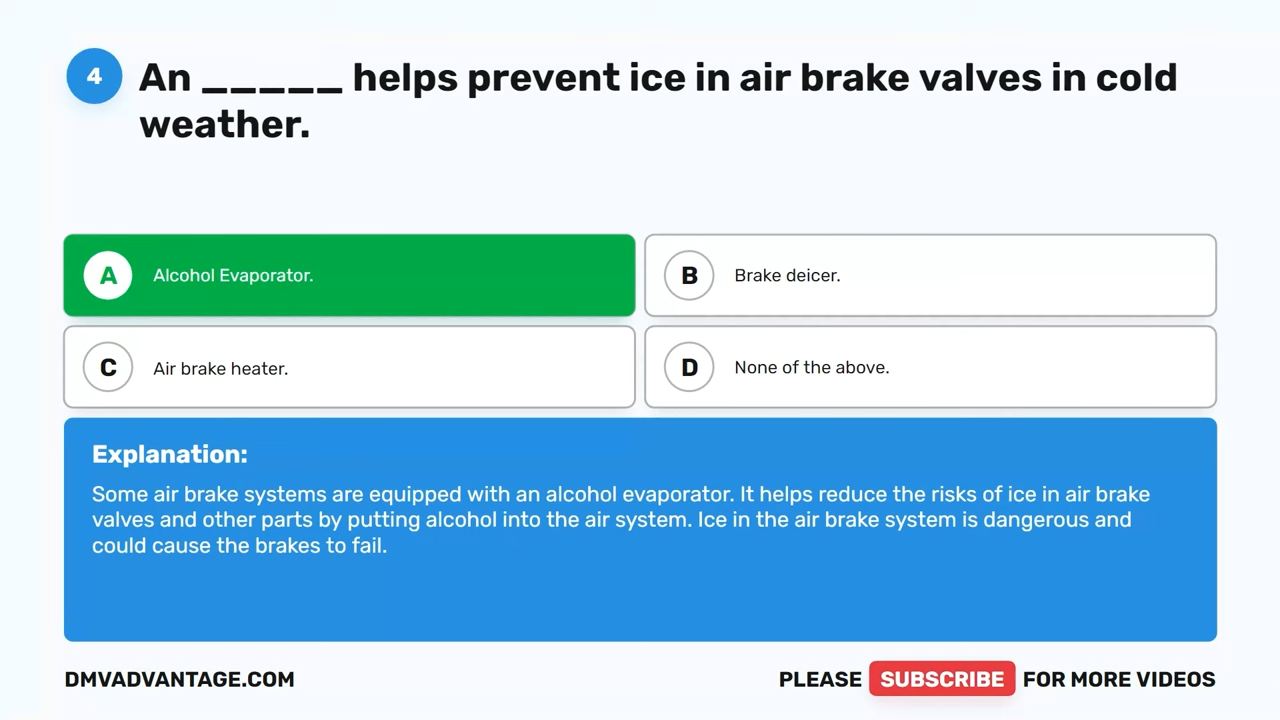 4
An _____ helps prevent ice in air brake valves in cold
weather.
A
Alcohol Evaporator.
B
Brake deicer.
C
Air brake heater.
D
None of the above.
Explanation:
Some air brake systems are equipped with an alcohol evaporator. It helps reduce the risks of ice in air brake
valves and other parts by putting alcohol into the air system. Ice in the air brake system is dangerous and
could cause the brakes to fail.
DMVADVANTAGE.COM
PLEASE SUBSCRIBE FOR MORE VIDEOS